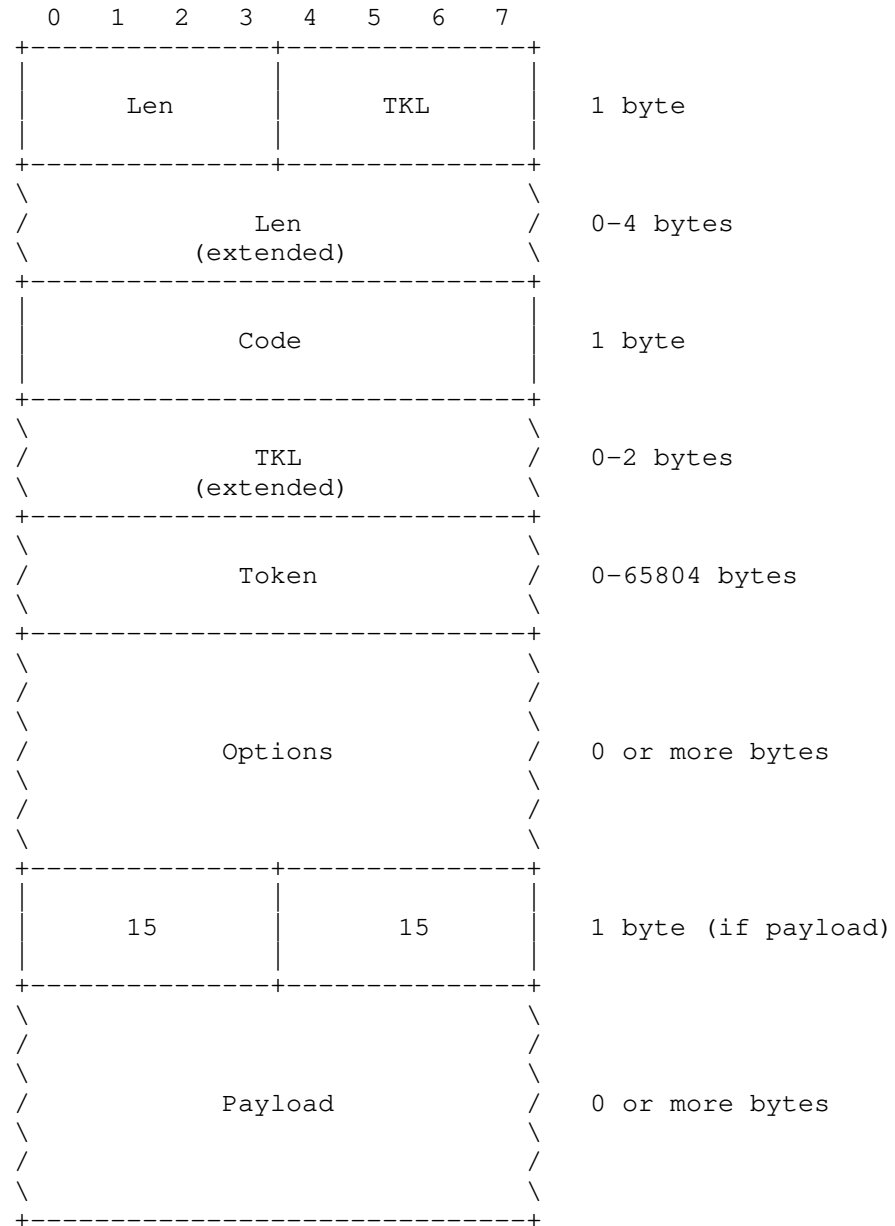 0 1 2 3 4 5 6 7
Len TKL 1 byte
Len 0-4 bytes
(extended)
Code 1 byte
TKL 0-2 bytes
(extended)
Token 0-65804 bytes
Options 0 or more bytes
15 15 1 byte (if payload)
Payload 0 or more bytes